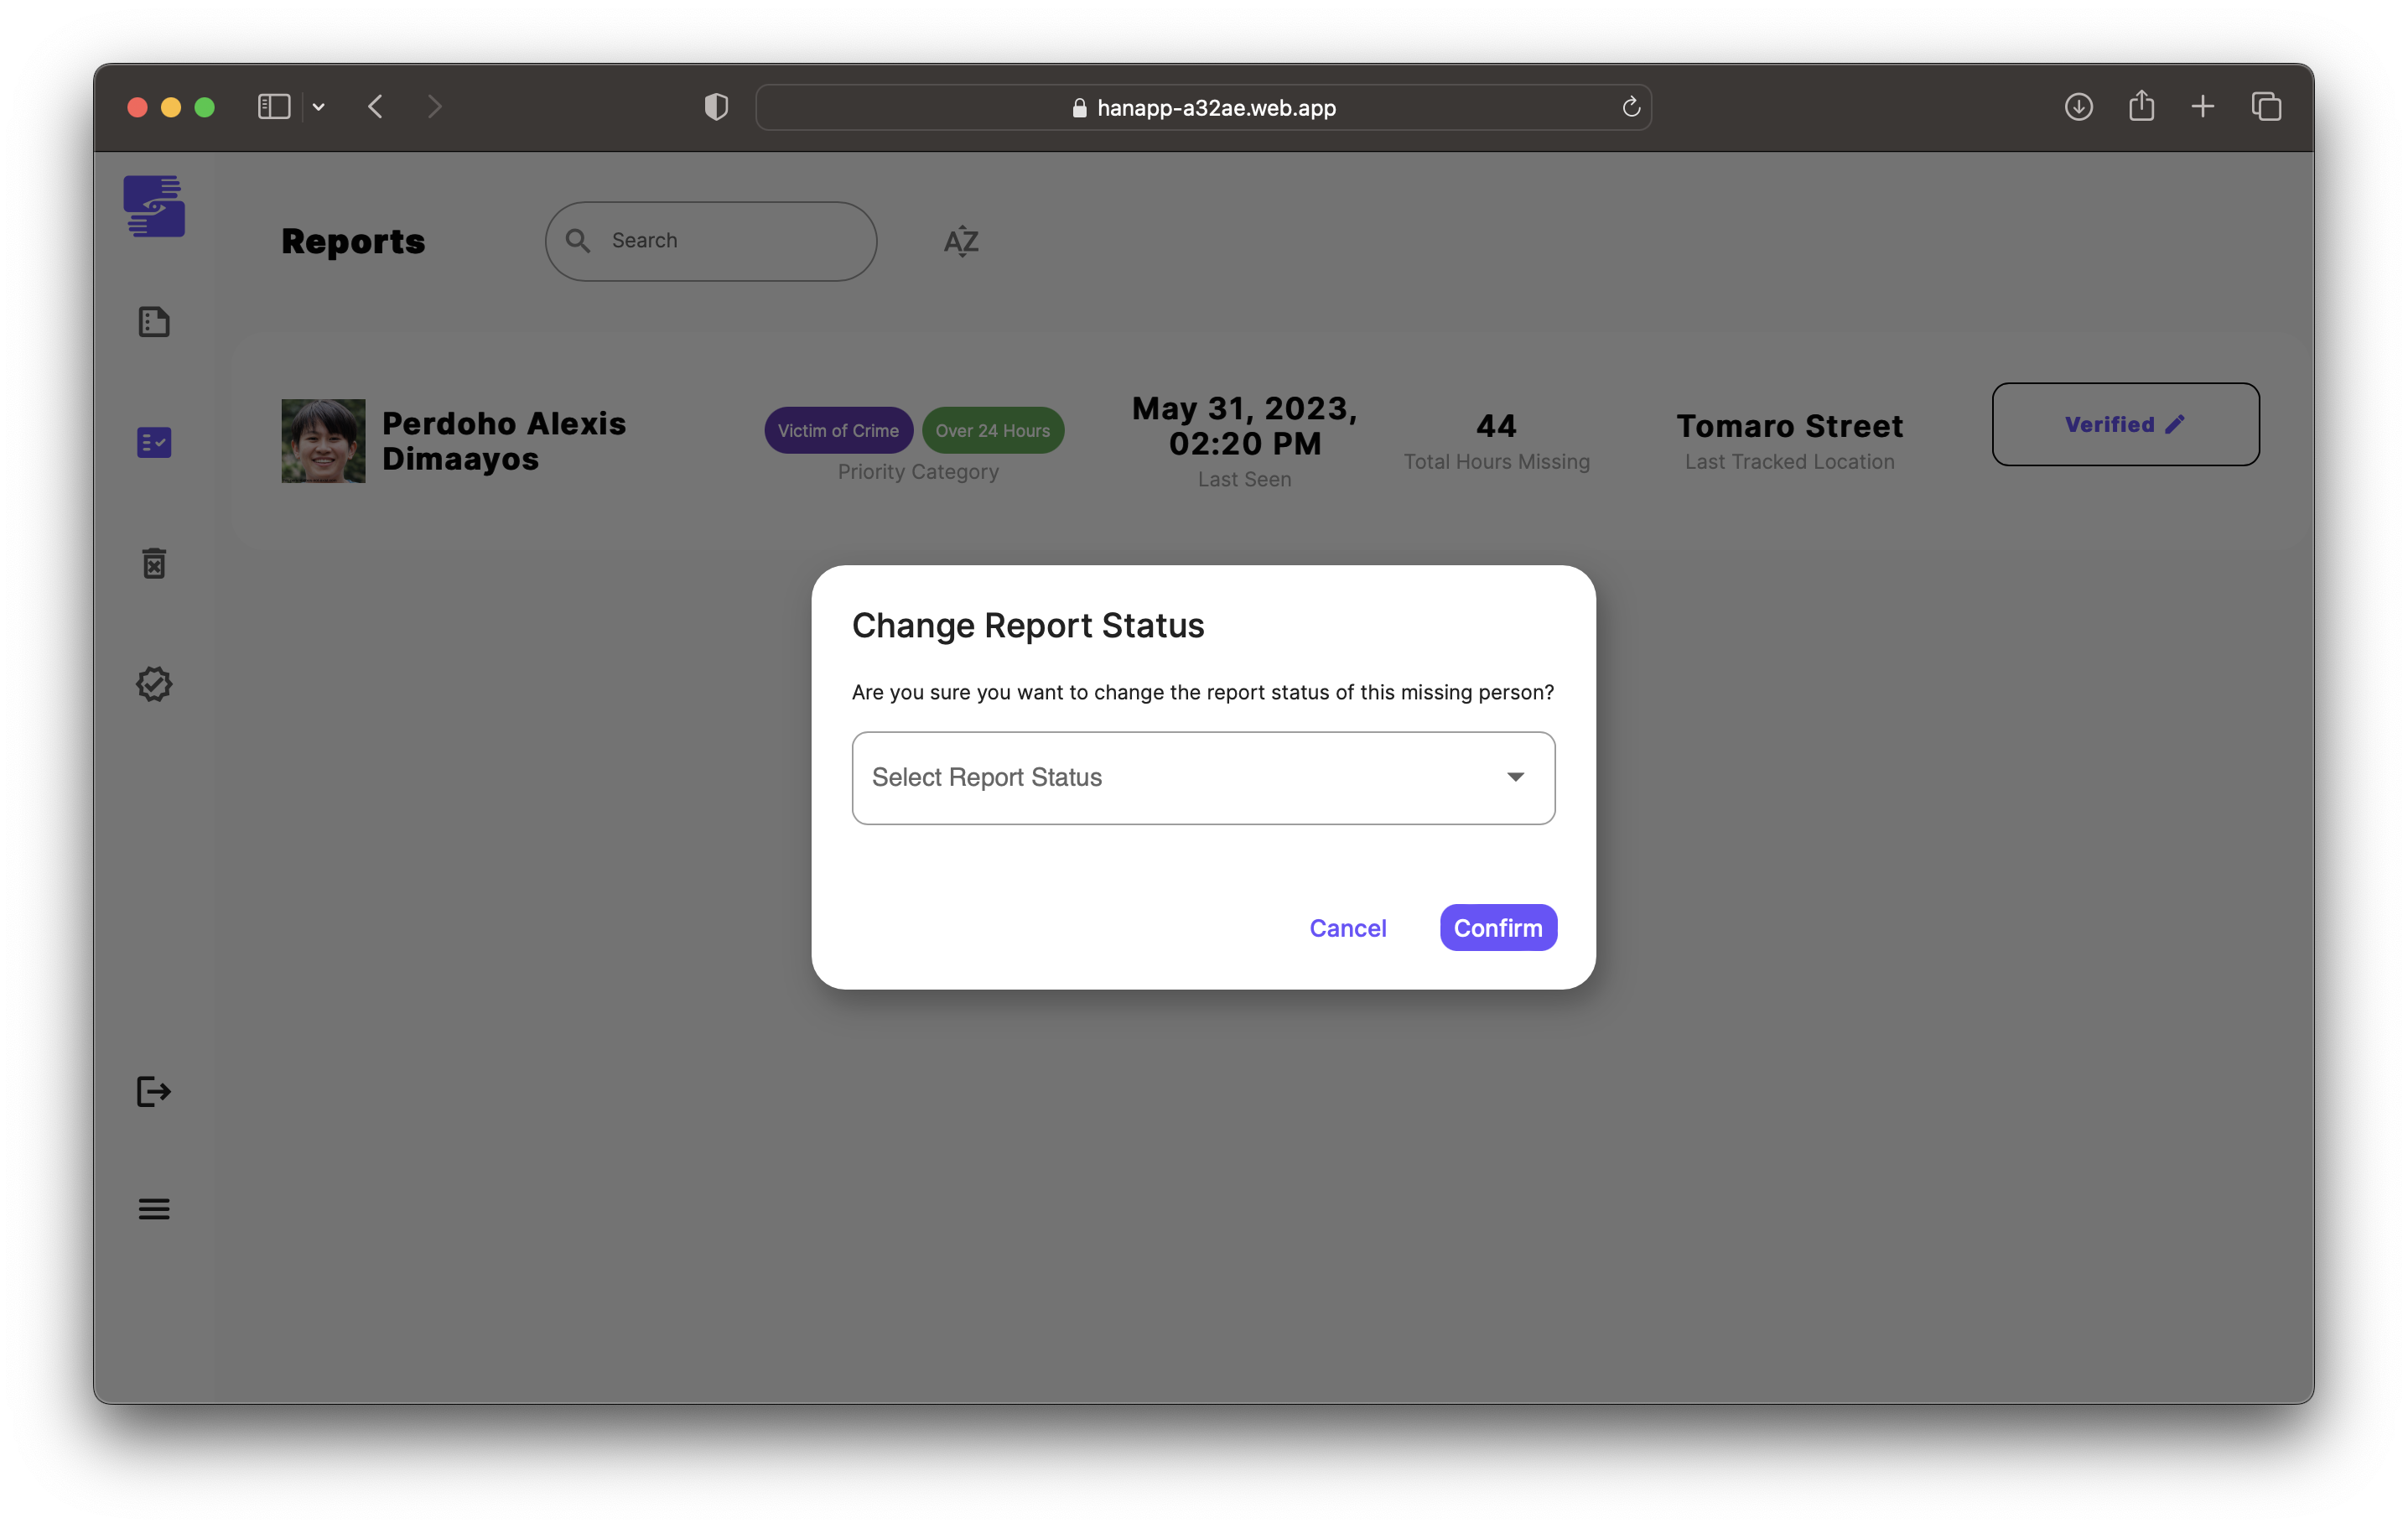 hanapp-a32ae.web.app
Reports
Search
AZ
Perdoho Alexis
Dimaayos
Victim of Crime
Over 24 Hours
Priority Category
May 31, 2023,
02:20 PM
Last Seen
44
Total Hours Missing
Tomaro Street
Last Tracked Location
Verified
Change Report Status
Are you sure you want to change the report status of this missing person?
Select Report Status
Cancel
Confirm